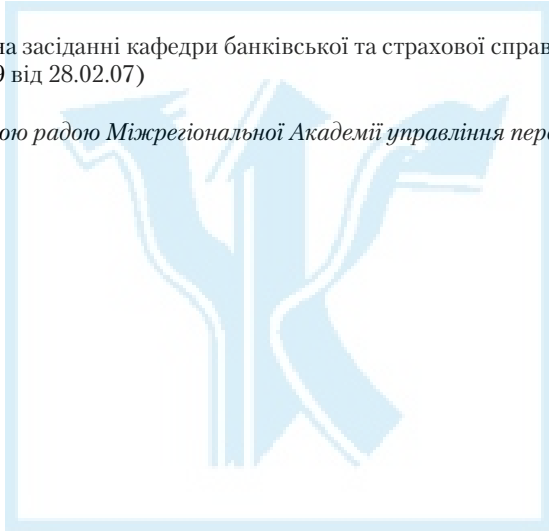 на засіданні кафедри банківської та страхової справ
9 від 28.02.07)
ою радою Міжрегіональної Академії управління пер